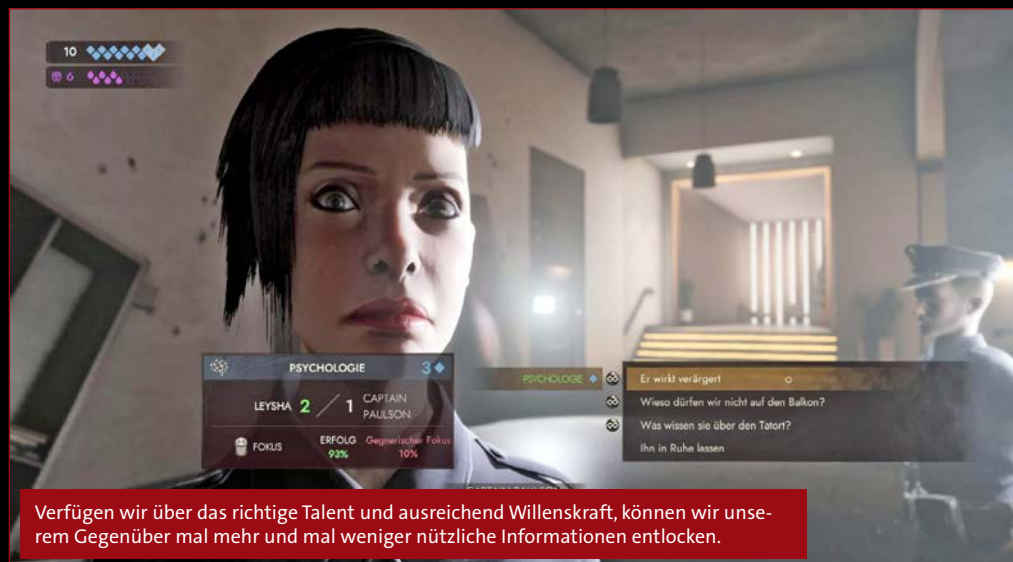 10
6
PSYCHOLOGIE 3
LEYSHA 2 / 1 CAPTAIN PAULSON
FOKUS ERFOLG 93% Gegnerischer Fokus 10%
PSYCHOLOGIE Er wirkt verärgert
Wieso dürfen wir nicht auf den Balkon?
Was wissen sie über den Tatort?
Ihn in Ruhe lassen
CAPTAIN PAULSON
Verfügen wir über das richtige Talent und ausreichend Willenskraft, können wir unse-
rem Gegenüber mal mehr und mal weniger nützliche Informationen entlocken.